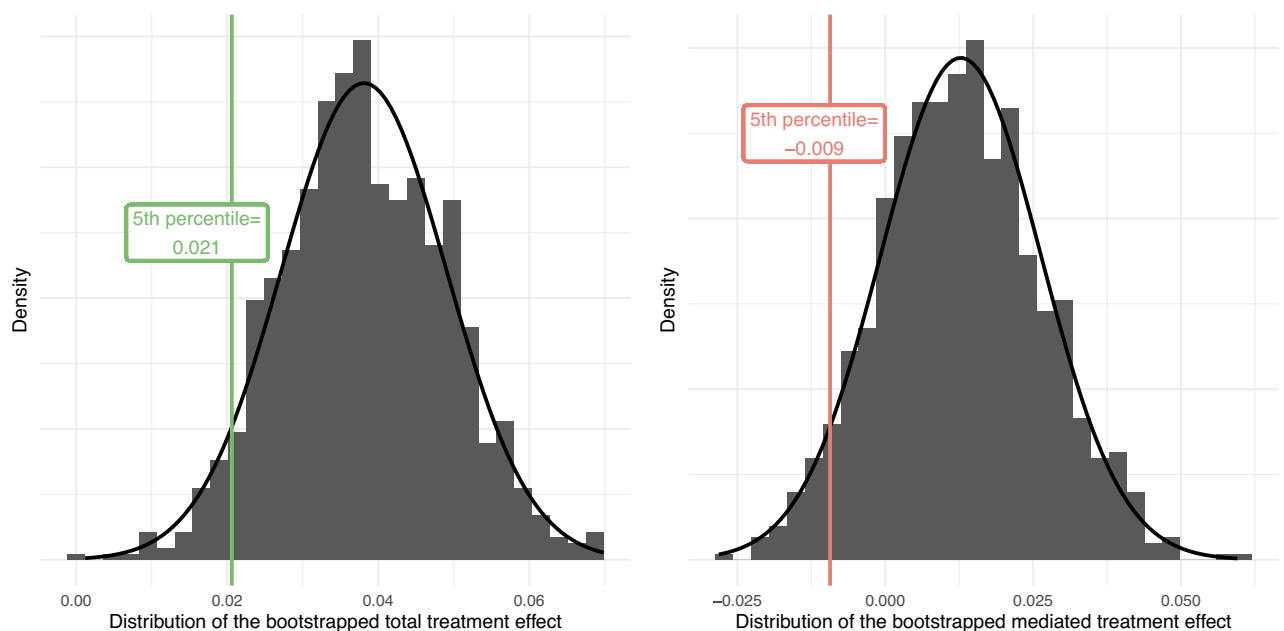 5th percentile=
0.021
Density
0.00
0.02
0.04
0.06
Distribution of the bootstrapped total treatment effect
5th percentile=
−0.009
Density
−0.025
0.000
0.025
0.050
Distribution of the bootstrapped mediated treatment effect